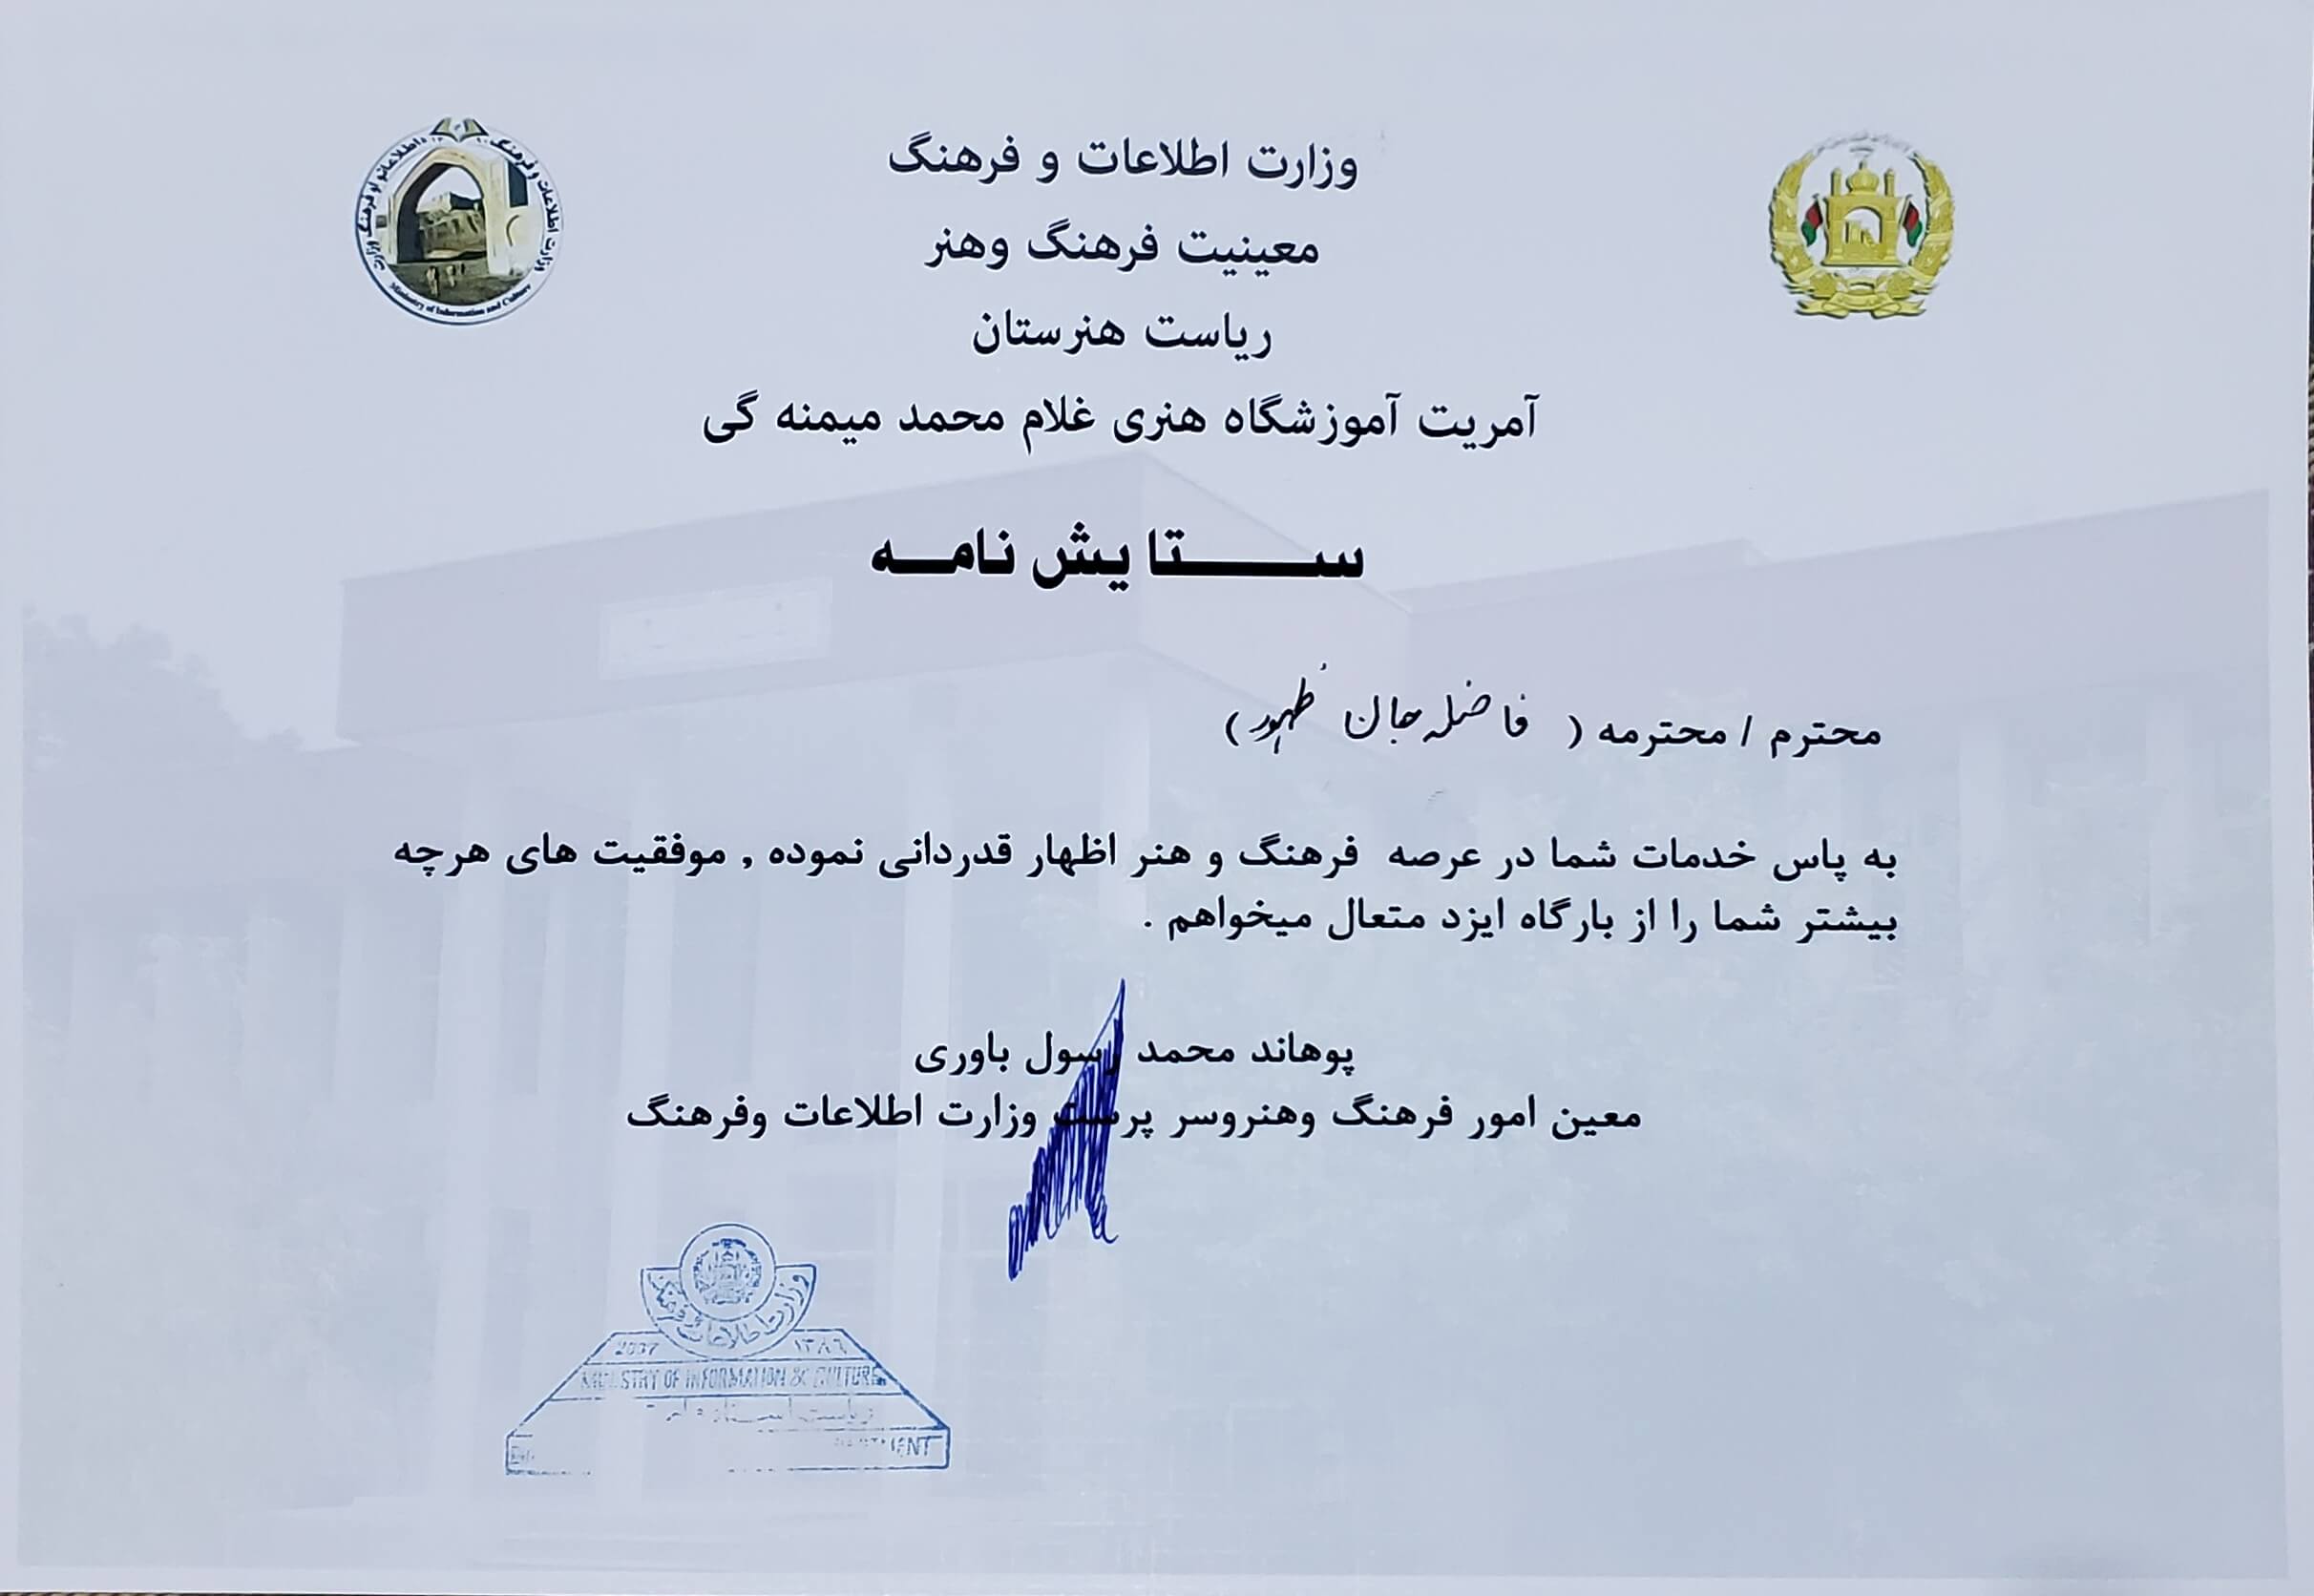 وزارت اطلاعات و فرهنگ
معینیت فرهنگ وهنر
ریاست هنرستان
آمریت آموزشگاه هنری غلام محمد میمنه گی
ستایش نامه
محترم / محترمه ( فاضله جان ظهور )
به پاس خدمات شما در عرصه فرهنگ و هنر اظهار قدردانی نموده , موفقیت های هرچه
بیشتر شما را از بارگاه ایزد متعال میخواهم .
پوهاند محمد رسول باوری
معین امور فرهنگ وهنروسر پرست وزارت اطلاعات وفرهنگ
وزارت اطلاعات و فرهنگ
Ministry of Information and Culture
وزارت اطلاعات و فرهنگ
2007 ۱۳۸۶
MINISTRY OF INFORMATION & CULTURE
ریاست